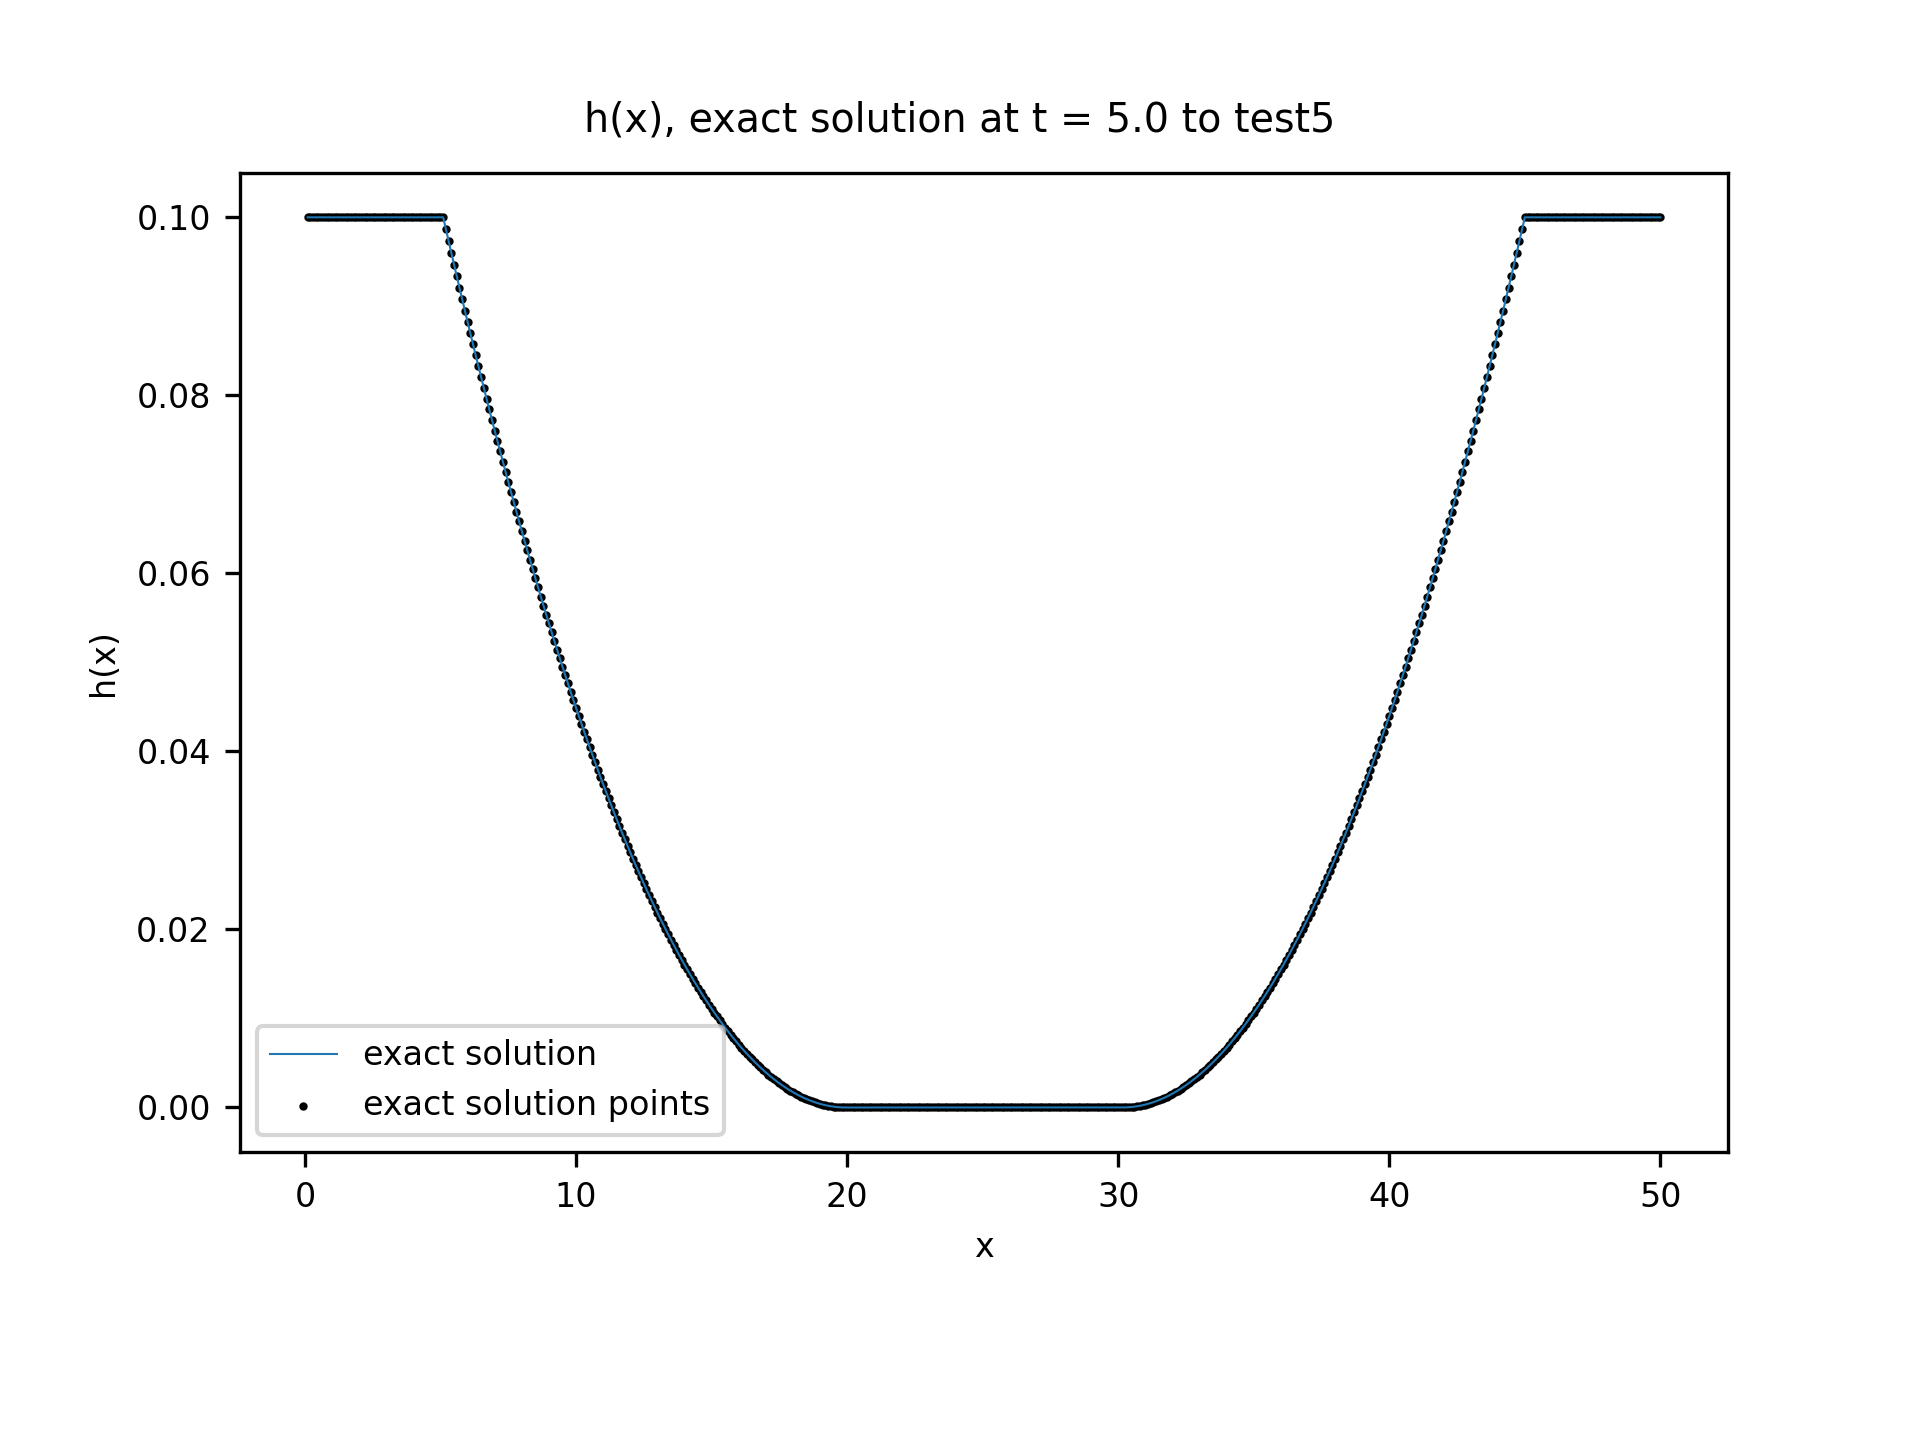 h(x), exact solution at t = 5.0 to test5
0.10
0.08
0.06
0.04
0.02
0.00
h(x)
exact solution
exact solution points
0 10 20 30 40 50
x